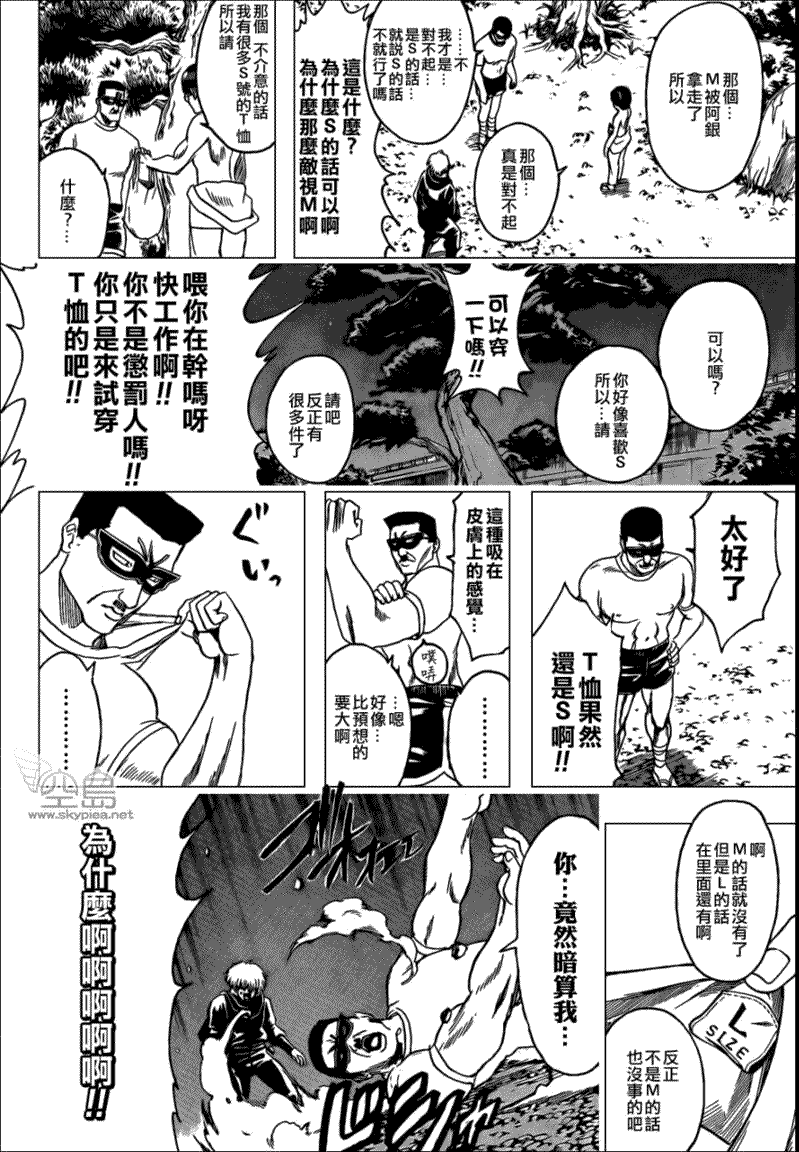 那個…
M被阿銀
拿走了
所以
那個…
真是對不起
……不
我才是…
對不起…
是S的話
就説S的話
不就行了嗎
這是什麼?
為什麼S的話可以啊
為什麼那麼敵視M啊
那個 不介意的話
我有很多S號的T恤
所以請
什麼?…
可以嗎?
你好像喜歡S
所以…請
可以穿
一下嗎!!
請吧
反正有
很多件了
喂你在幹嗎呀
快工作啊!!
你不是懲罰人嗎!!
你只是來試穿
T恤的吧!!
太好了
T恤果然
還是S啊!!
這種吸在
皮膚上的感覺…
噗哢
……
…嗯
好像…
比預想的
要大啊
ぐいっ
……
……
啊
M的話就沒有了
但是L的話
在里面還有啊
L
SIZE
反正
不是M的話
也沒事的吧
你…竟然暗算我…
為什麼啊啊啊啊啊!!
空島
www.skypiea.net